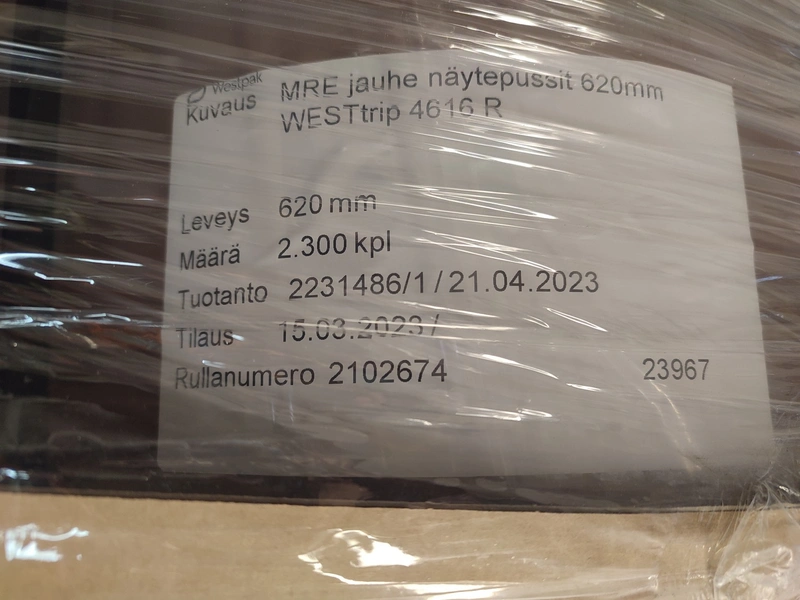 Westpak
Kuvaus MRE jauhe näytepussit 620mm
WESTtrip 4616 R
Leveys 620 mm
Määrä 2.300 kpl
Tuotanto 2231486/1 / 21.04.2023
Tilaus 15.03.2023 /
Rullanumero 2102674 23967